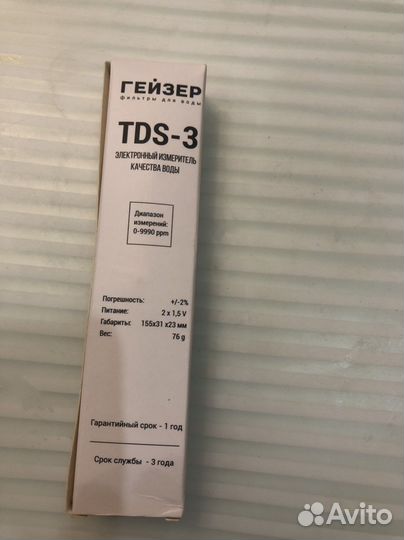 ГЕЙЗЕР
фильтры для воды
TDS-3
ЭЛЕКТРОННЫЙ ИЗМЕРИТЕЛЬ
КАЧЕСТВА ВОДЫ
Диапазон
измерений:
0-9990 ppm
Погрешность: +/-2%
Питание: 2 x 1,5 V
Габариты: 155x31 x23 мм
Вес: 76 g
Гарантийный срок - 1 год
Срок службы - 3 года
Avito